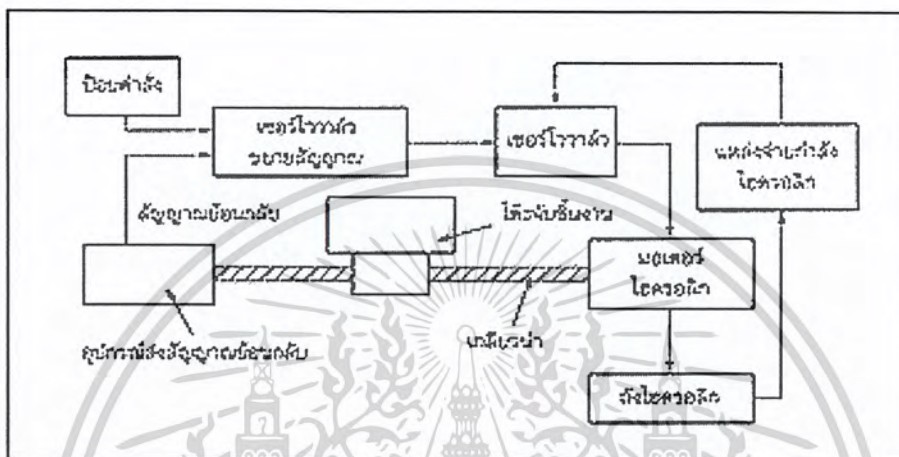 ป้อนคำสั่ง
เซอร์โววาล์ว
ขยายสัญญาณ
เซอร์โววาล์ว
แหล่งจ่ายกำลัง
ไฮดรอลิก
สัญญาณป้อนกลับ
โต๊ะจับชิ้นงาน
มอเตอร์
ไฮดรอลิก
อุปกรณ์ส่งสัญญาณป้อนกลับ
เกลียวนำ
ถังไฮดรอลิก